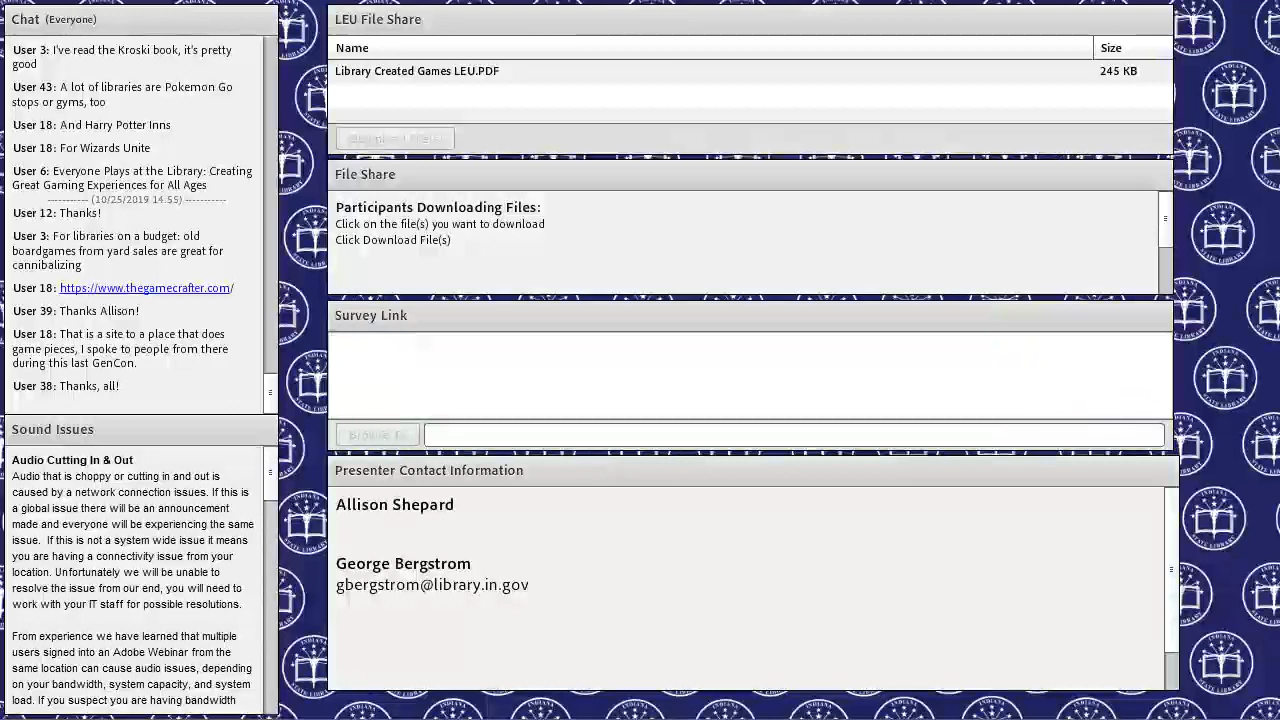 Chat (Everyone)
User 3: I've read the Kroski book, it's pretty
good
User 43: A lot of libraries are Pokemon Go
stops or gyms, too
User 18: And Harry Potter Inns
User 18: For Wizards Unite
User 6: Everyone Plays at the Library: Creating
Great Gaming Experiences for All Ages
----------- (10/25/2019 14:55) -----------
User 12: Thanks!
User 3: For libraries on a budget: old
boardgames from yard sales are great for
cannibalizing
User 18: https://www.thegamecrafter.com/
User 39: Thanks Allison!
User 18: That is a site to a place that does
game pieces, I spoke to people from there
during this last GenCon.
User 38: Thanks, all!
Sound Issues
Audio Cutting In & Out
Audio that is choppy or cutting in and out is
caused by a network connection issues. If this is
a global issue there will be an announcement
made and everyone will be experiencing the same
issue.  If this is not a system wide issue it means
you are having a connectivity issue from your
location. Unfortunately we will be unable to
resolve the issue from our end, you will need to
work with your IT staff for possible resolutions.
From experience we have learned that multiple
users signed into an Adobe Webinar from the
same location can cause audio issues, depending
on your bandwidth, system capacity, and system
load. If you suspect you are having bandwidth
LEU File Share
Name Size
Library Created Games LEU.PDF 245 KB
File Share
Participants Downloading Files:
Click on the file(s) you want to download
Click Download File(s)
Survey Link
Browse To
Presenter Contact Information
Allison Shepard
George Bergstrom
gbergstrom@library.in.gov
INDIANA
STATE LIBRARY